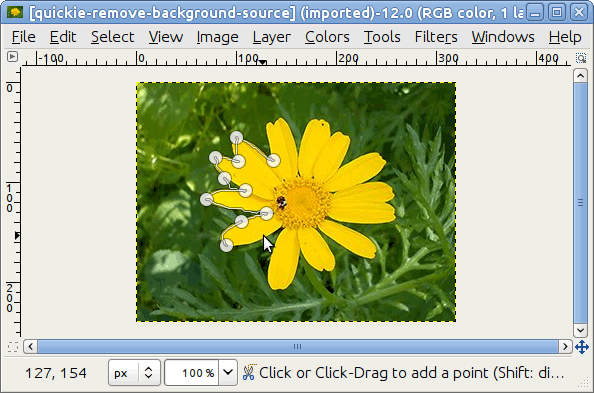 [quickie-remove-background-source] (imported)-12.0 (RGB color, 1 la
File Edit Select View Image Layer Colors Tools Filters Windows Help
-100 0 100 200 300 400
0
100
200
127, 154 px 100% Click or Click-Drag to add a point (Shift: di...